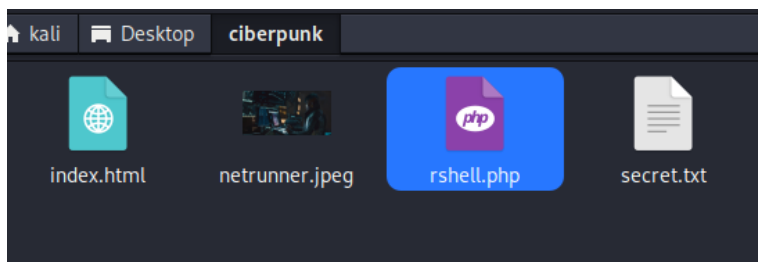 kali Desktop ciberpunk
php
index.html netrunner.jpeg rshell.php secret.txt